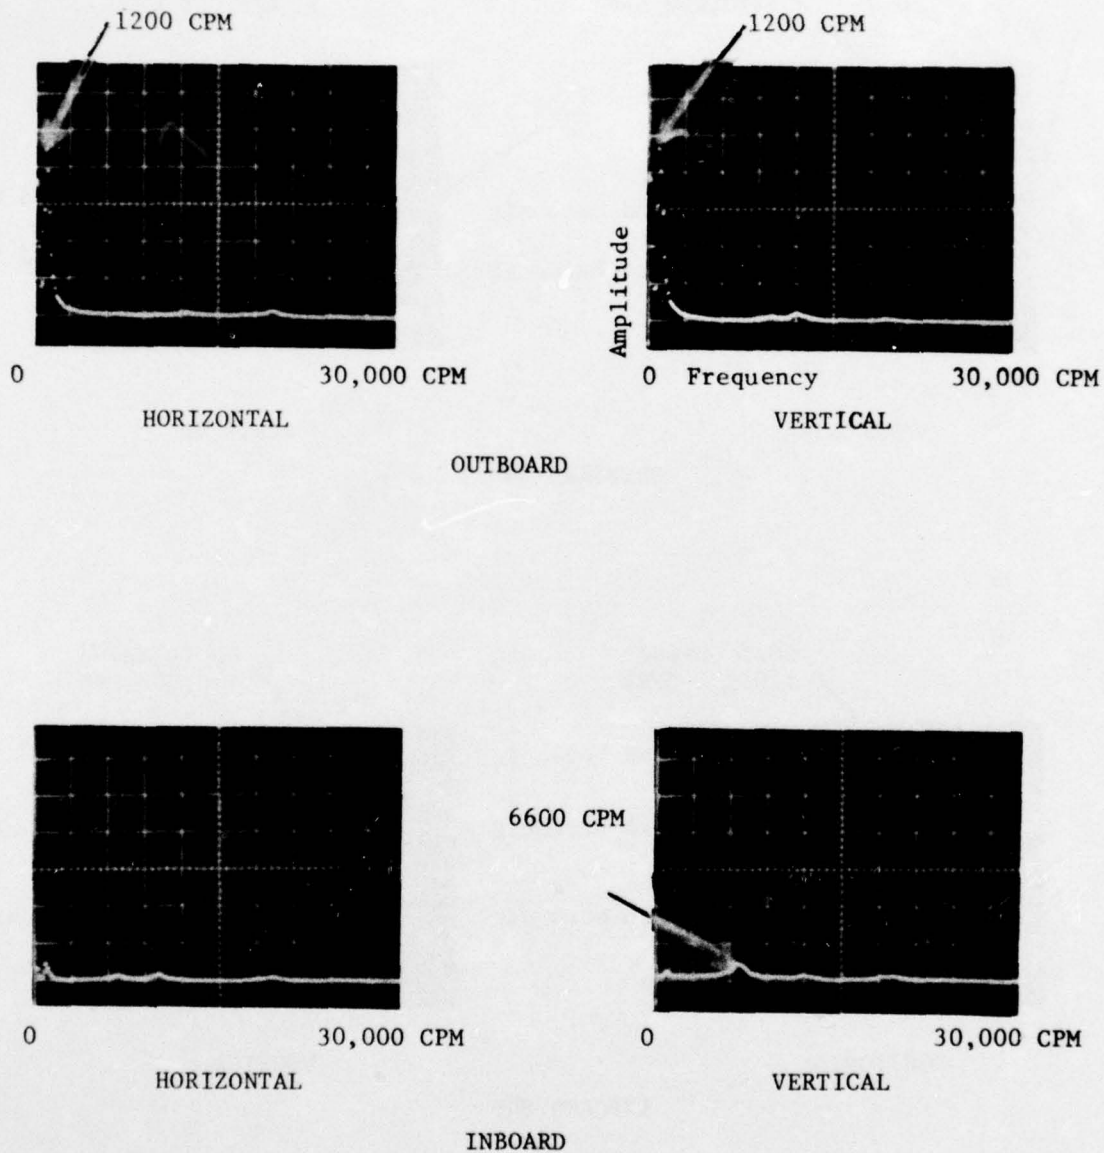 1200 CPM
1200 CPM
Amplitude
0 30,000 CPM
0 Frequency 30,000 CPM
HORIZONTAL
VERTICAL
OUTBOARD
6600 CPM
0 30,000 CPM
0 30,000 CPM
HORIZONTAL
VERTICAL
INBOARD